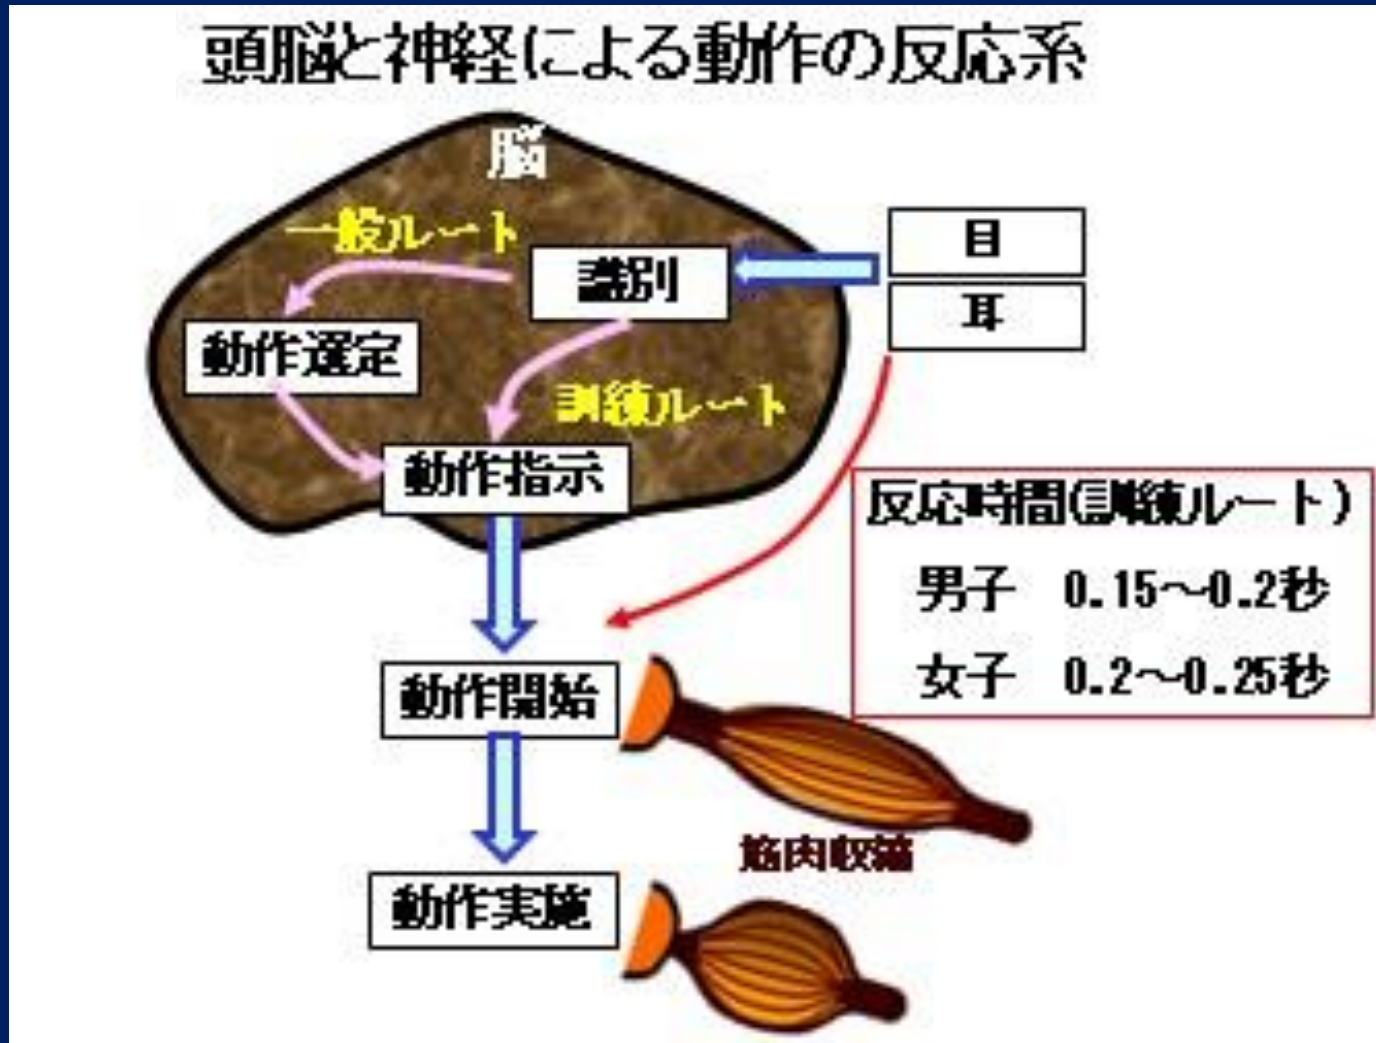 頭脳と神経による動作の反応系
脳
一般ルート
目
識別
耳
動作選定
訓練ルート
動作指示
反応時間(訓練ルート)
男子 0.15～0.2秒
女子 0.2～0.25秒
動作開始
筋肉収縮
動作実施